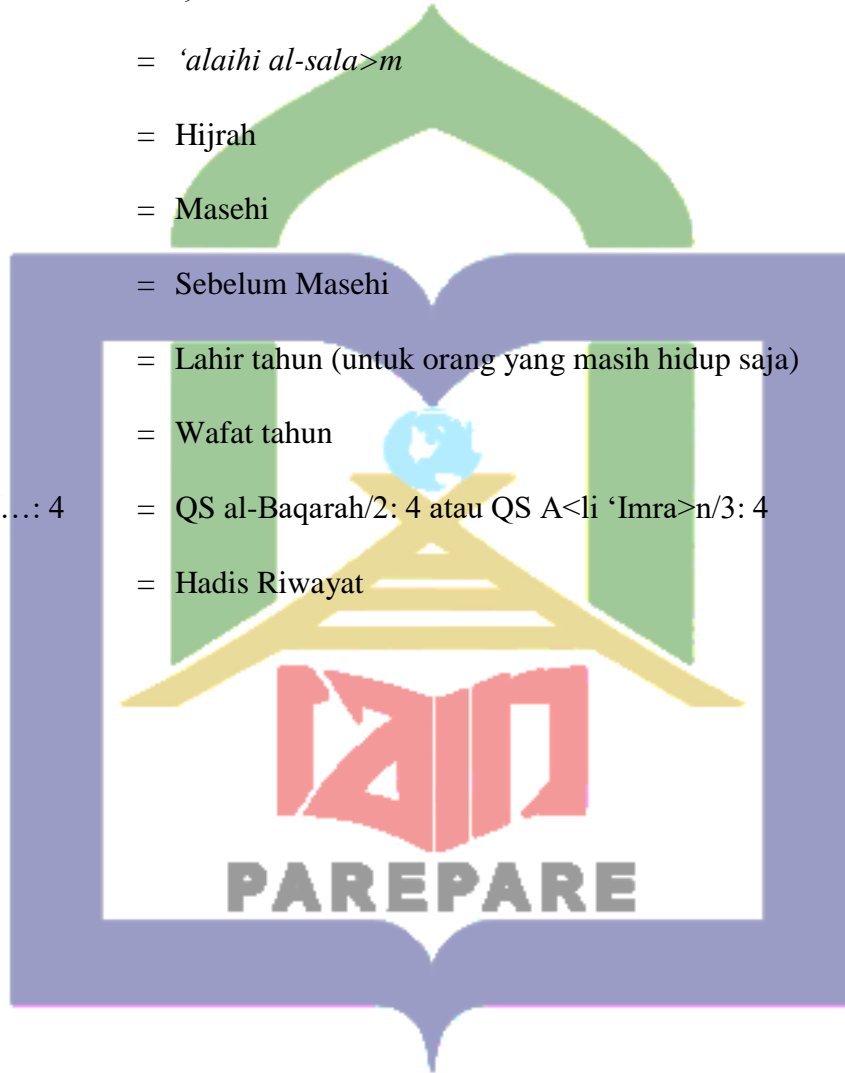 = ‘alaihi al-sala>m
= Hijrah
= Masehi
= Sebelum Masehi
= Lahir tahun (untuk orang yang masih hidup saja)
= Wafat tahun
…: 4 = QS al-Baqarah/2: 4 atau QS A<li ‘Imra>n/3: 4
= Hadis Riwayat
iain
PAREPARE